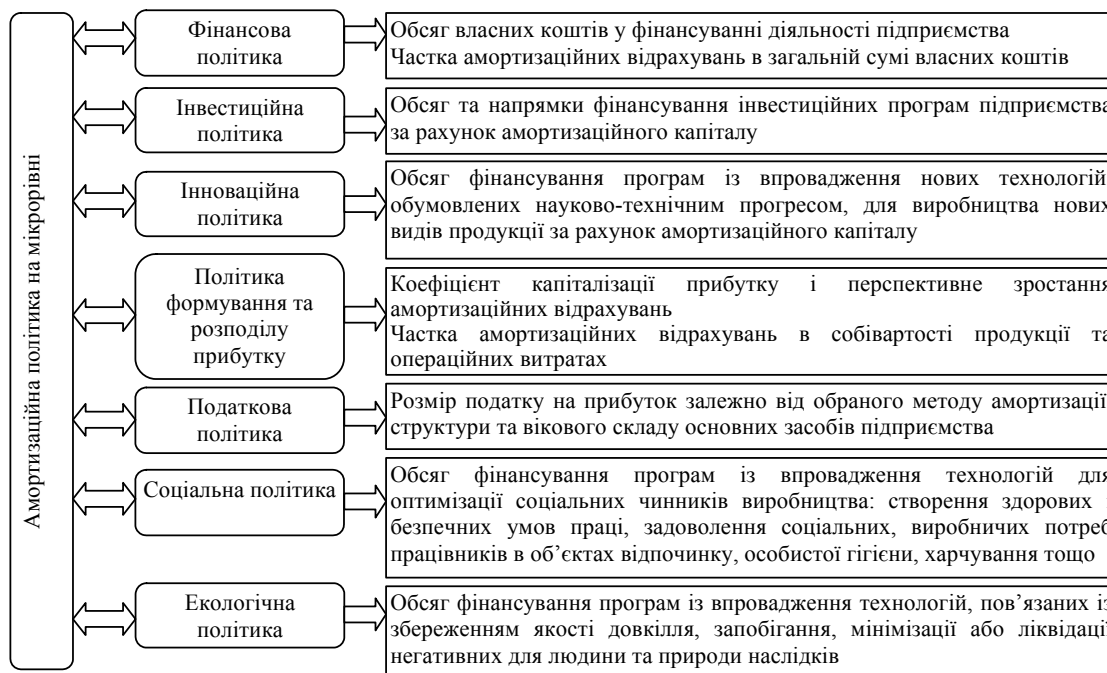 Амортизаційна політика на мікрорівні
Фінансова
політика
Обсяг власних коштів у фінансуванні діяльності підприємства
Частка амортизаційних відрахувань в загальній сумі власних коштів
Інвестиційна
політика
Обсяг та напрямки фінансування інвестиційних програм підприємства
за рахунок амортизаційного капіталу
Інноваційна
політика
Обсяг фінансування програм із впровадження нових технологій
обумовлених науково-технічним прогресом, для виробництва нових
видів продукції за рахунок амортизаційного капіталу
Політика
формування та
розподілу
прибутку
Коефіцієнт капіталізації прибутку і перспективне зростання
амортизаційних відрахувань
Частка амортизаційних відрахувань в собівартості продукції та
операційних витратах
Податкова
політика
Розмір податку на прибуток залежно від обраного методу амортизації
структури та вікового складу основних засобів підприємства
Соціальна політика
Обсяг фінансування програм із впровадження технологій для
оптимізації соціальних чинників виробництва: створення здорових
безпечних умов праці, задоволення соціальних, виробничих потреб
працівників в об’єктах відпочинку, особистої гігієни, харчування тощо
Екологічна
політика
Обсяг фінансування програм із впровадження технологій, пов’язаних із
збереженням якості довкілля, запобігання, мінімізації або ліквідації
негативних для людини та природи наслідків